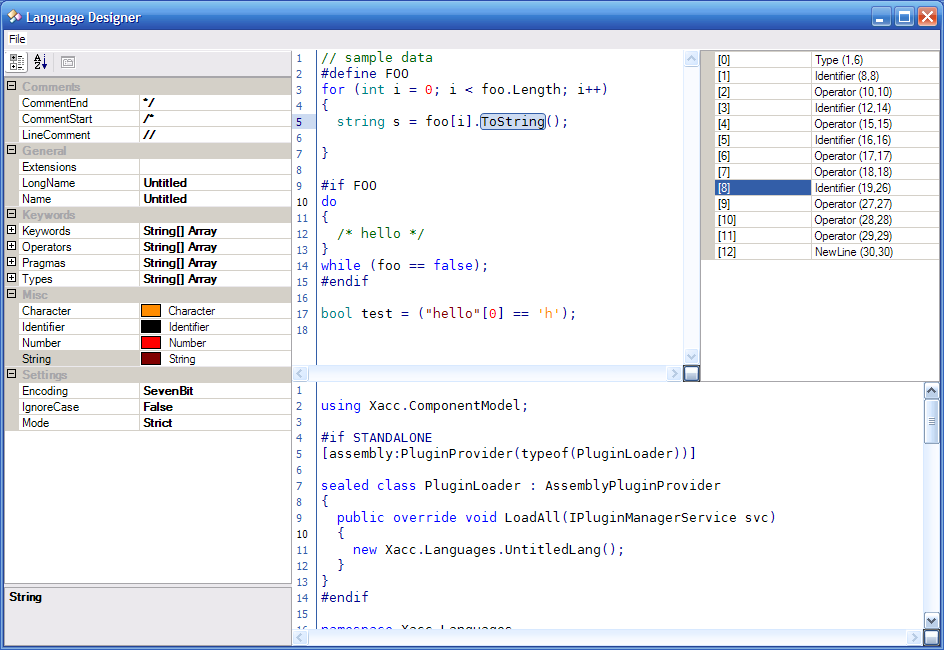 Language Designer
File
Comments
CommentEnd */
CommentStart /*
LineComment //
General
Extensions
LongName Untitled
Name Untitled
Keywords
Keywords String[] Array
Operators String[] Array
Pragmas String[] Array
Types String[] Array
Misc
Character Character
Identifier Identifier
Number Number
String String
Settings
Encoding SevenBit
IgnoreCase False
Mode Strict
String
1 // sample data
2 #define FOO
3 for (int i = 0; i < foo.Length; i++)
4 {
5 string s = foo[i].ToString();
6
7 }
8
9 #if FOO
10 do
11 {
12 /* hello */
13 }
14 while (foo == false);
15 #endif
16
17 bool test = ("hello"[0] == 'h');
18
[0] Type (1,6)
[1] Identifier (8,8)
[2] Operator (10,10)
[3] Identifier (12,14)
[4] Operator (15,15)
[5] Identifier (16,16)
[6] Operator (17,17)
[7] Operator (18,18)
[8] Identifier (19,26)
[9] Operator (27,27)
[10] Operator (28,28)
[11] Operator (29,29)
[12] NewLine (30,30)
1
2 using Xacc.ComponentModel;
3
4 #if STANDALONE
5 [assembly:PluginProvider(typeof(PluginLoader))]
6
7 sealed class PluginLoader : AssemblyPluginProvider
8 {
9 public override void LoadAll(IPluginManagerService svc)
10 {
11 new Xacc.Languages.UntitledLang();
12 }
13 }
14 #endif
15
16 namespace Xacc.Languages